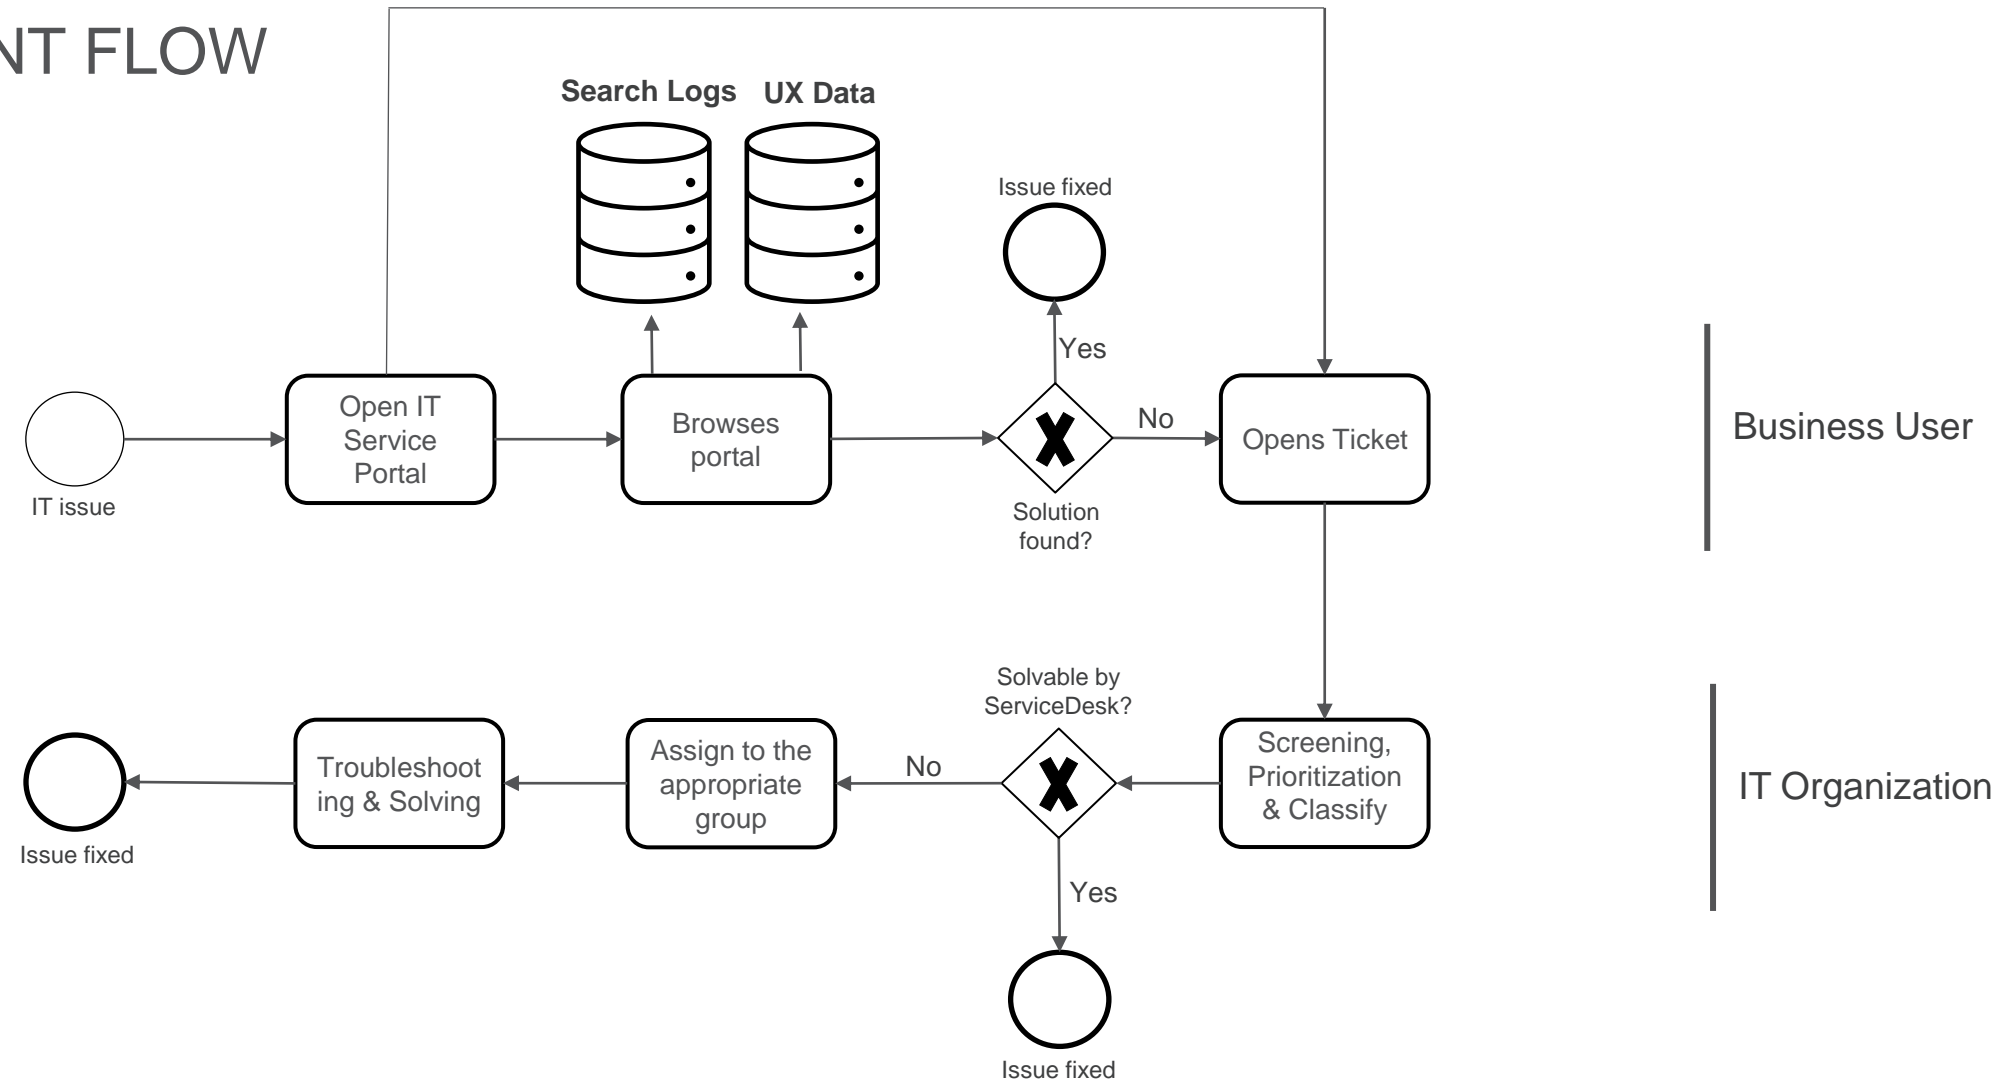 NT FLOW
Search Logs
UX Data
Issue fixed
Yes
Open IT
Service
Portal
Browses
portal
No
Opens Ticket
Business User
IT issue
Solution
found?
Solvable by
ServiceDesk?
Troubleshoot
ing & Solving
Assign to the
appropriate
group
No
Screening,
Prioritization
& Classify
IT Organization
Issue fixed
Yes
Issue fixed